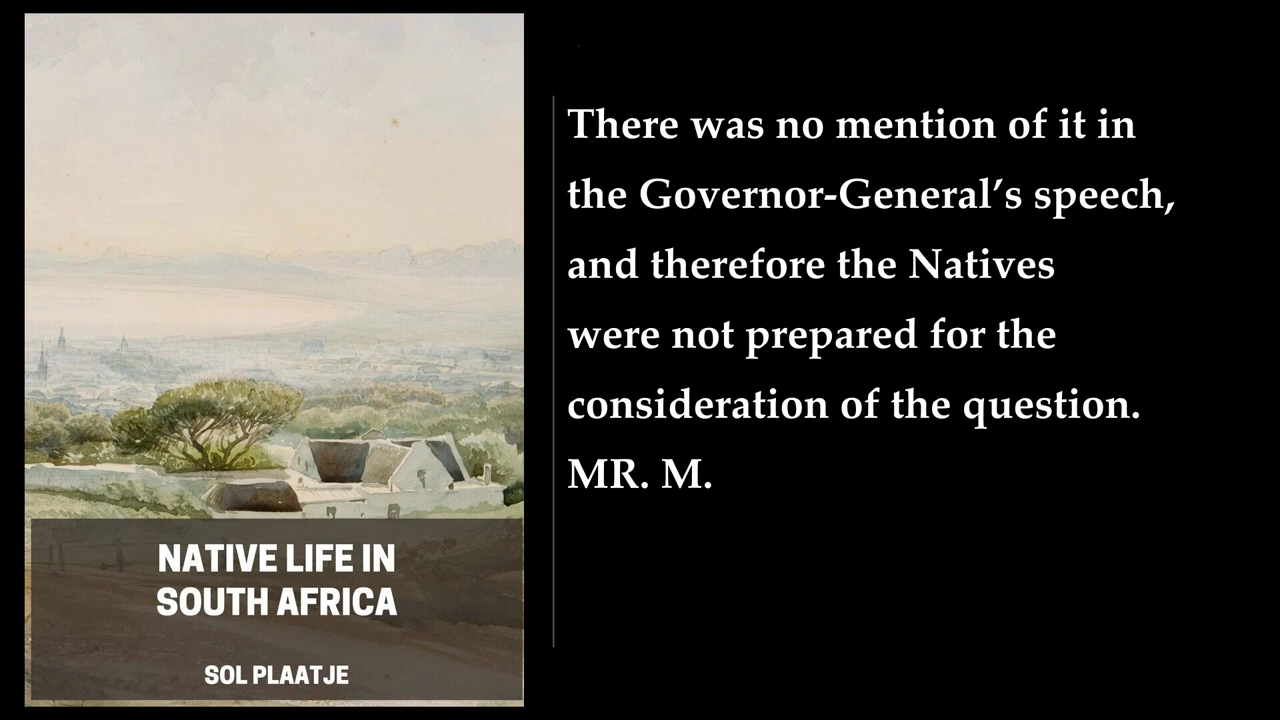 NATIVE LIFE IN
SOUTH AFRICA
SOL PLAATJE
There was no mention of it in
the Governor-General’s speech,
and therefore the Natives
were not prepared for the
consideration of the question.
MR. M.